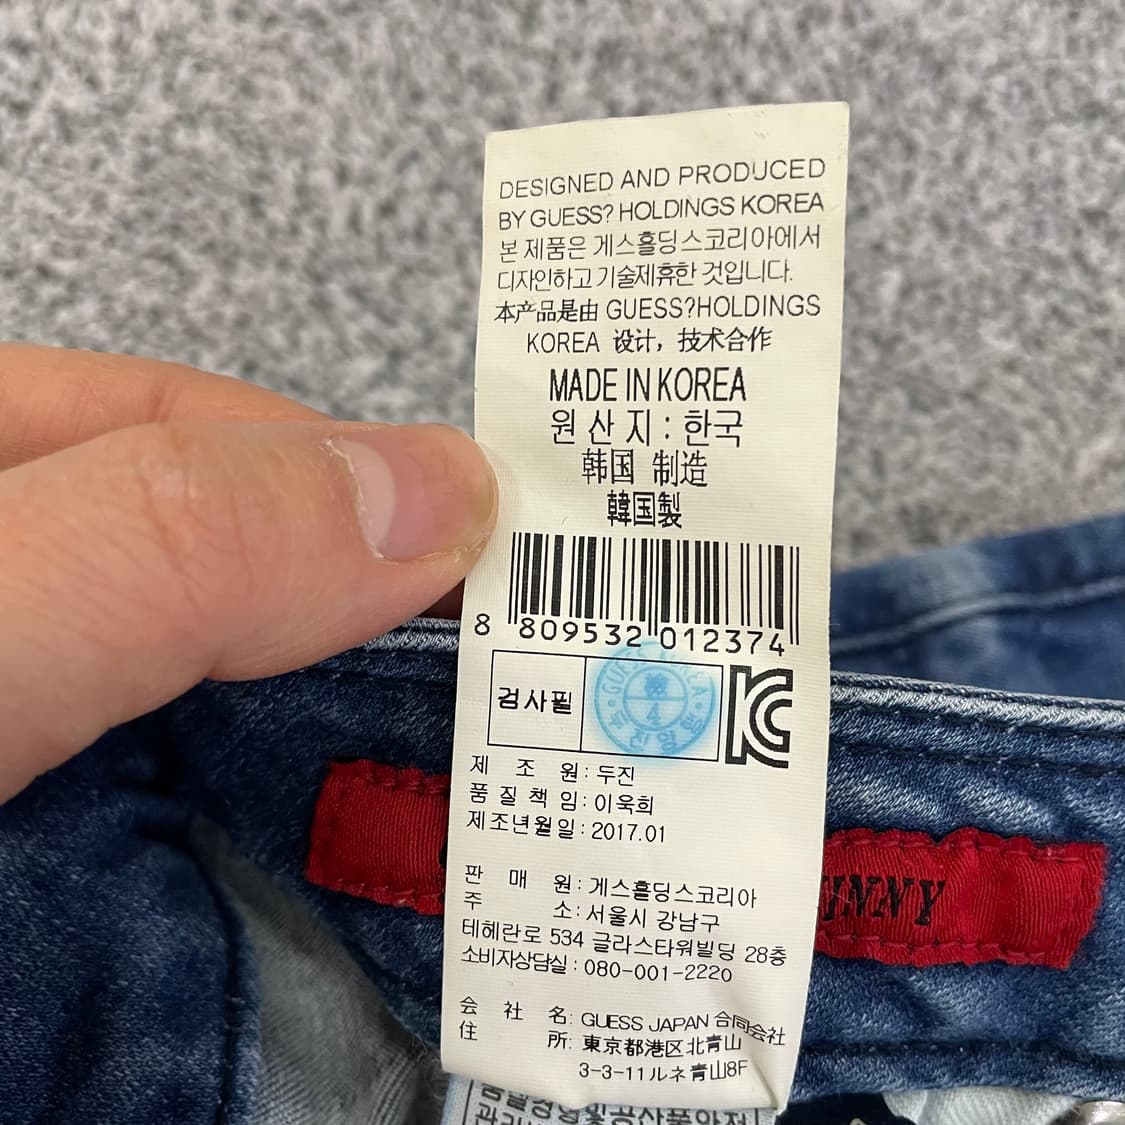 DESIGNED AND PRODUCED
BY GUESS? HOLDINGS KOREA
본 제품은 게스홀딩스코리아에서
디자인하고 기술제휴한 것입니다.
本产品是由 GUESS?HOLDINGS
KOREA 设计, 技术合作
MADE IN KOREA
원 산 지 : 한국
韩国 制造
韓国製
8 809532 012374
검사필
GUESS KOREA
檢
4
KC
제 조 원 : 두진
품 질 책 임 : 이욱희
제조년월일 : 2017.01
판 매 원 : 게스홀딩스코리아
주 소 : 서울시 강남구
테헤란로 534 글라스타워빌딩 28층
소비자상담실 : 080-001-2220
会 社 名: GUESS JAPAN 合同会社
住 所: 東京都港区北青山
3-3-11ルネ青山8F